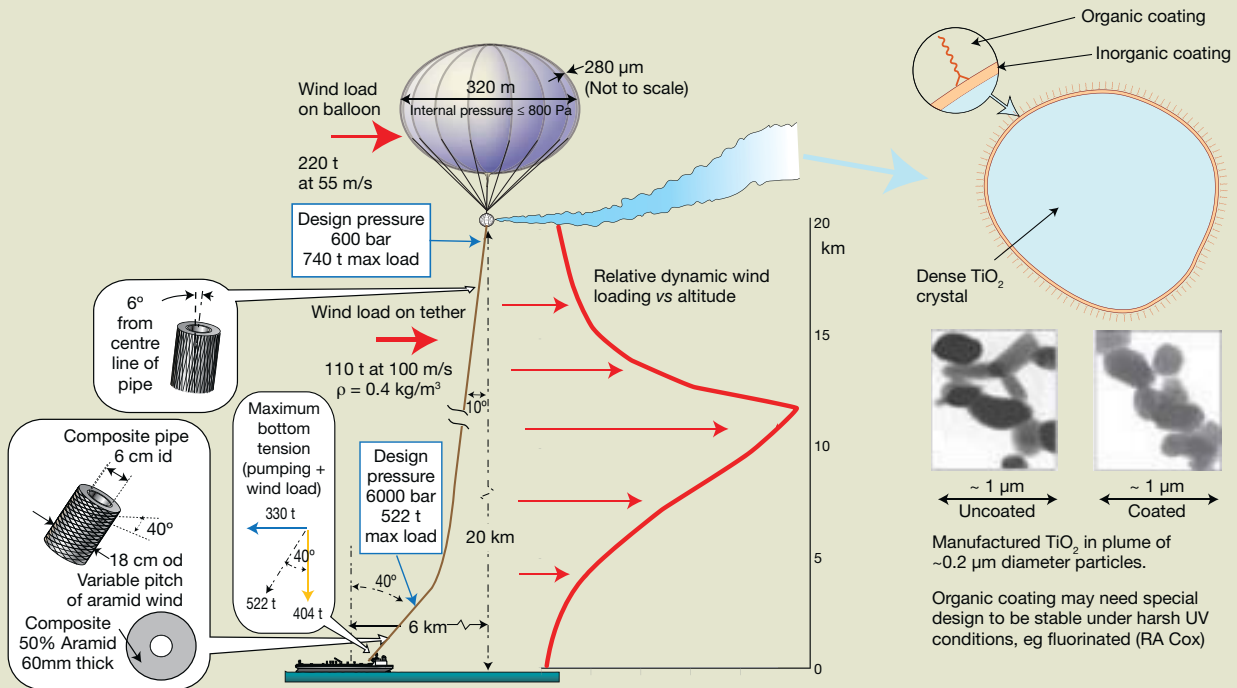 Wind load
on balloon
220 t
at 55 m/s
320 m
Internal pressure ≤ 800 Pa
280 µm
(Not to scale)
Design pressure
600 bar
740 t max load
6º
from
centre
line of
pipe
Wind load on tether
110 t at 100 m/s
ρ = 0.4 kg/m³
10º
Relative dynamic wind
loading vs altitude
20
km
15
10
5
0
Maximum
bottom
tension
(pumping +
wind load)
330 t
40º
522 t
404 t
Composite pipe
6 cm id
40º
18 cm od
Variable pitch
of aramid wind
Composite
50% Aramid
60mm thick
Design
pressure
6000 bar
522 t
max load
20 km
40º
6 km
Organic coating
Inorganic coating
Dense TiO₂
crystal
~ 1 µm
Uncoated
~ 1 µm
Coated
Manufactured TiO₂ in plume of
~0.2 µm diameter particles.
Organic coating may need special
design to be stable under harsh UV
conditions, eg fluorinated (RA Cox)